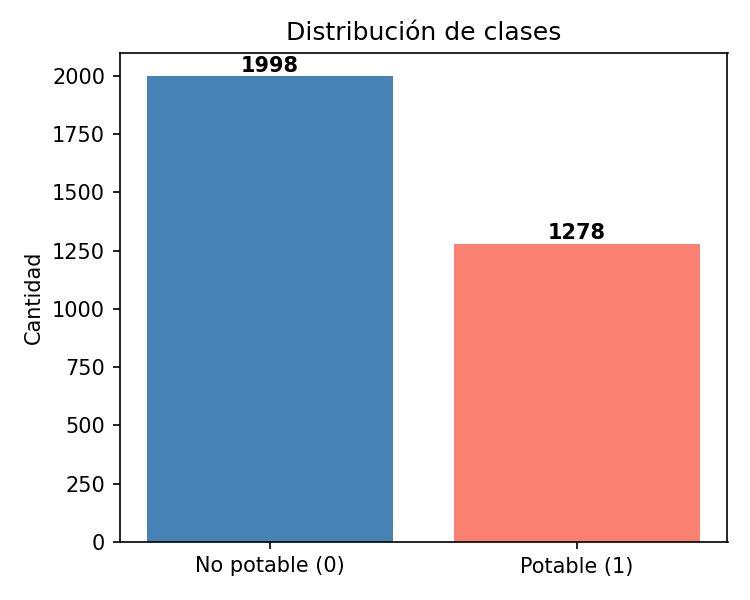 Distribución de clases
Cantidad
2000
1750
1500
1250
1000
750
500
250
0
1998
1278
No potable (0)
Potable (1)